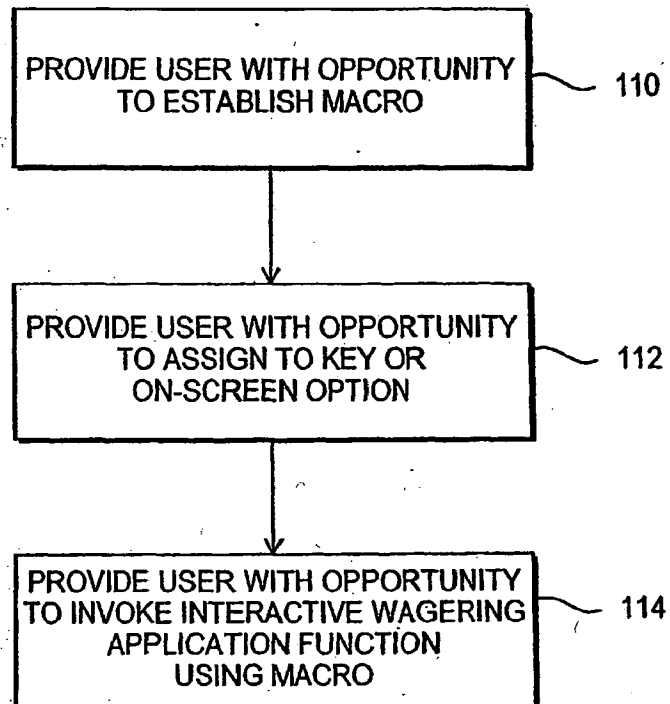 PROVIDE USER WITH OPPORTUNITY
TO ESTABLISH MACRO
110
PROVIDE USER WITH OPPORTUNITY
TO ASSIGN TO KEY OR
ON-SCREEN OPTION
112
PROVIDE USER WITH OPPORTUNITY
TO INVOKE INTERACTIVE WAGERING
APPLICATION FUNCTION
USING MACRO
114